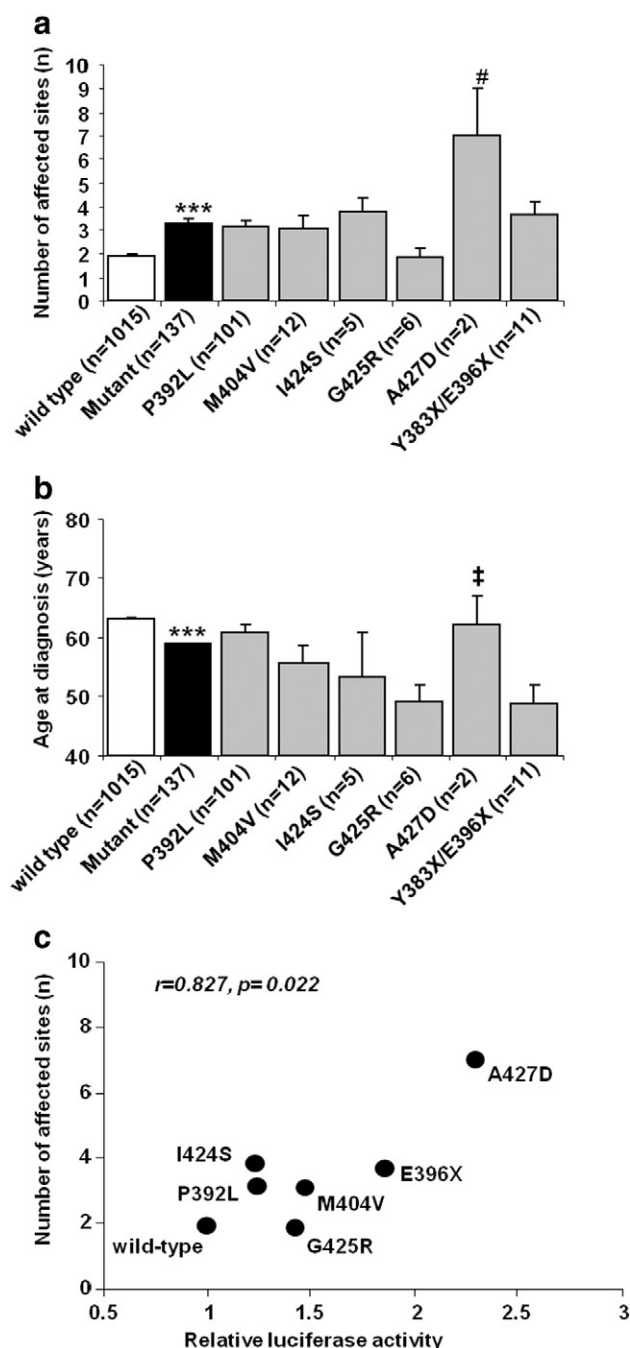 a
Number of affected sites (n)
10
9
8
7
6
5
4
3
2
1
0
***
#
wild type (n=1015)
Mutant (n=137)
P392L (n=101)
M404V (n=12)
I424S (n=5)
G425R (n=6)
A427D (n=2)
Y383X/E396X (n=11)
b
Age at diagnosis (years)
80
70
60
50
40
***
‡
wild type (n=1015)
Mutant (n=137)
P392L (n=101)
M404V (n=12)
I424S (n=5)
G425R (n=6)
A427D (n=2)
Y383X/E396X (n=11)
c
Number of affected sites (n)
10
8
6
4
2
0
r=0.827, p= 0.022
A427D
I424S
E396X
P392L
M404V
wild-type
G425R
0.5
1
1.5
2
2.5
3
Relative luciferase activity